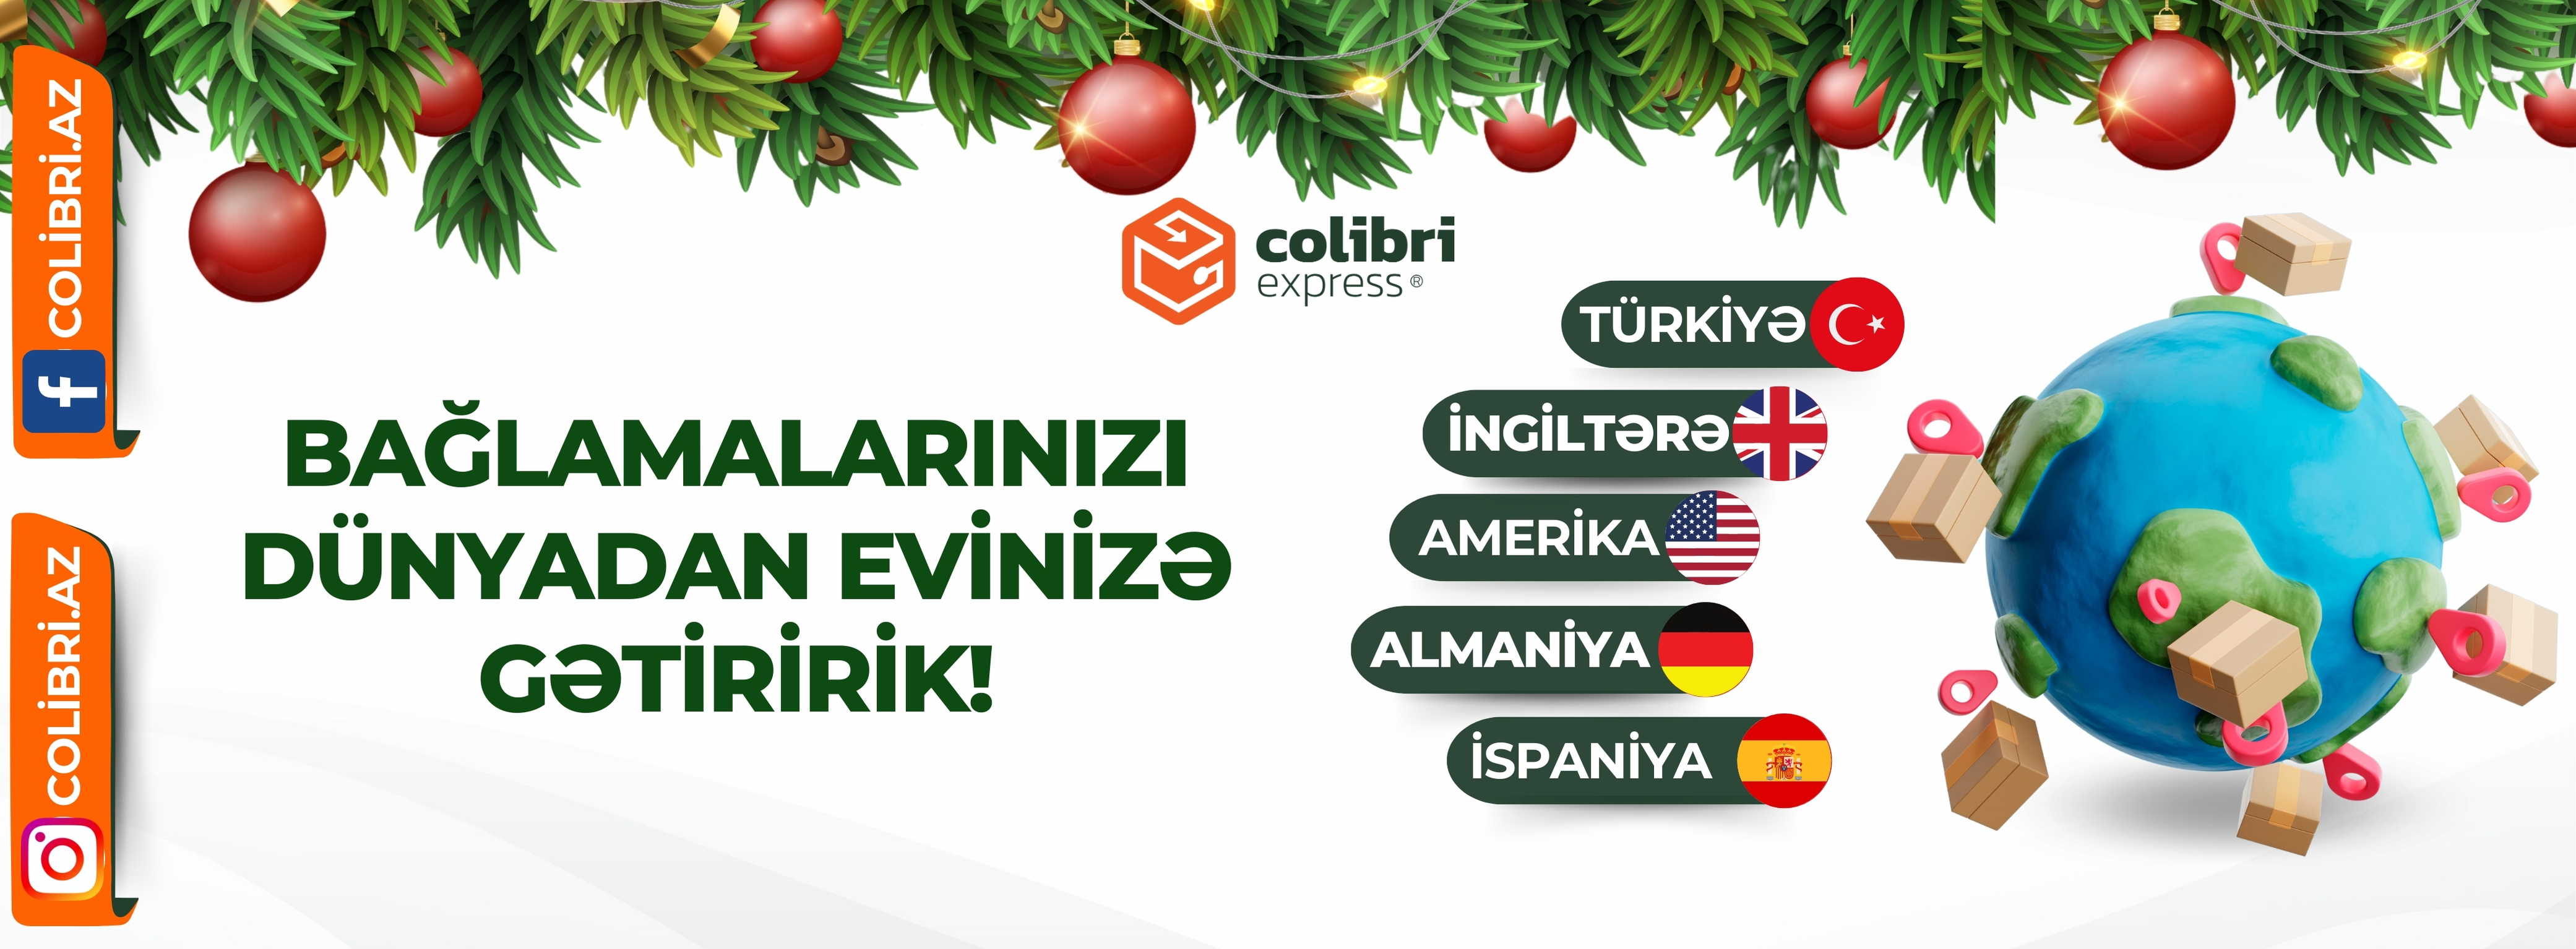 COLİBRİ.AZ
COLİBRİ.AZ
colibri
express ®
BAĞLAMALARINIZI
DÜNYADAN EVİNİZƏ
GƏTİRİRİK!
TÜRKİYƏ
İNGİLTƏRƏ
AMERİKA
ALMANİYA
İSPANİYA